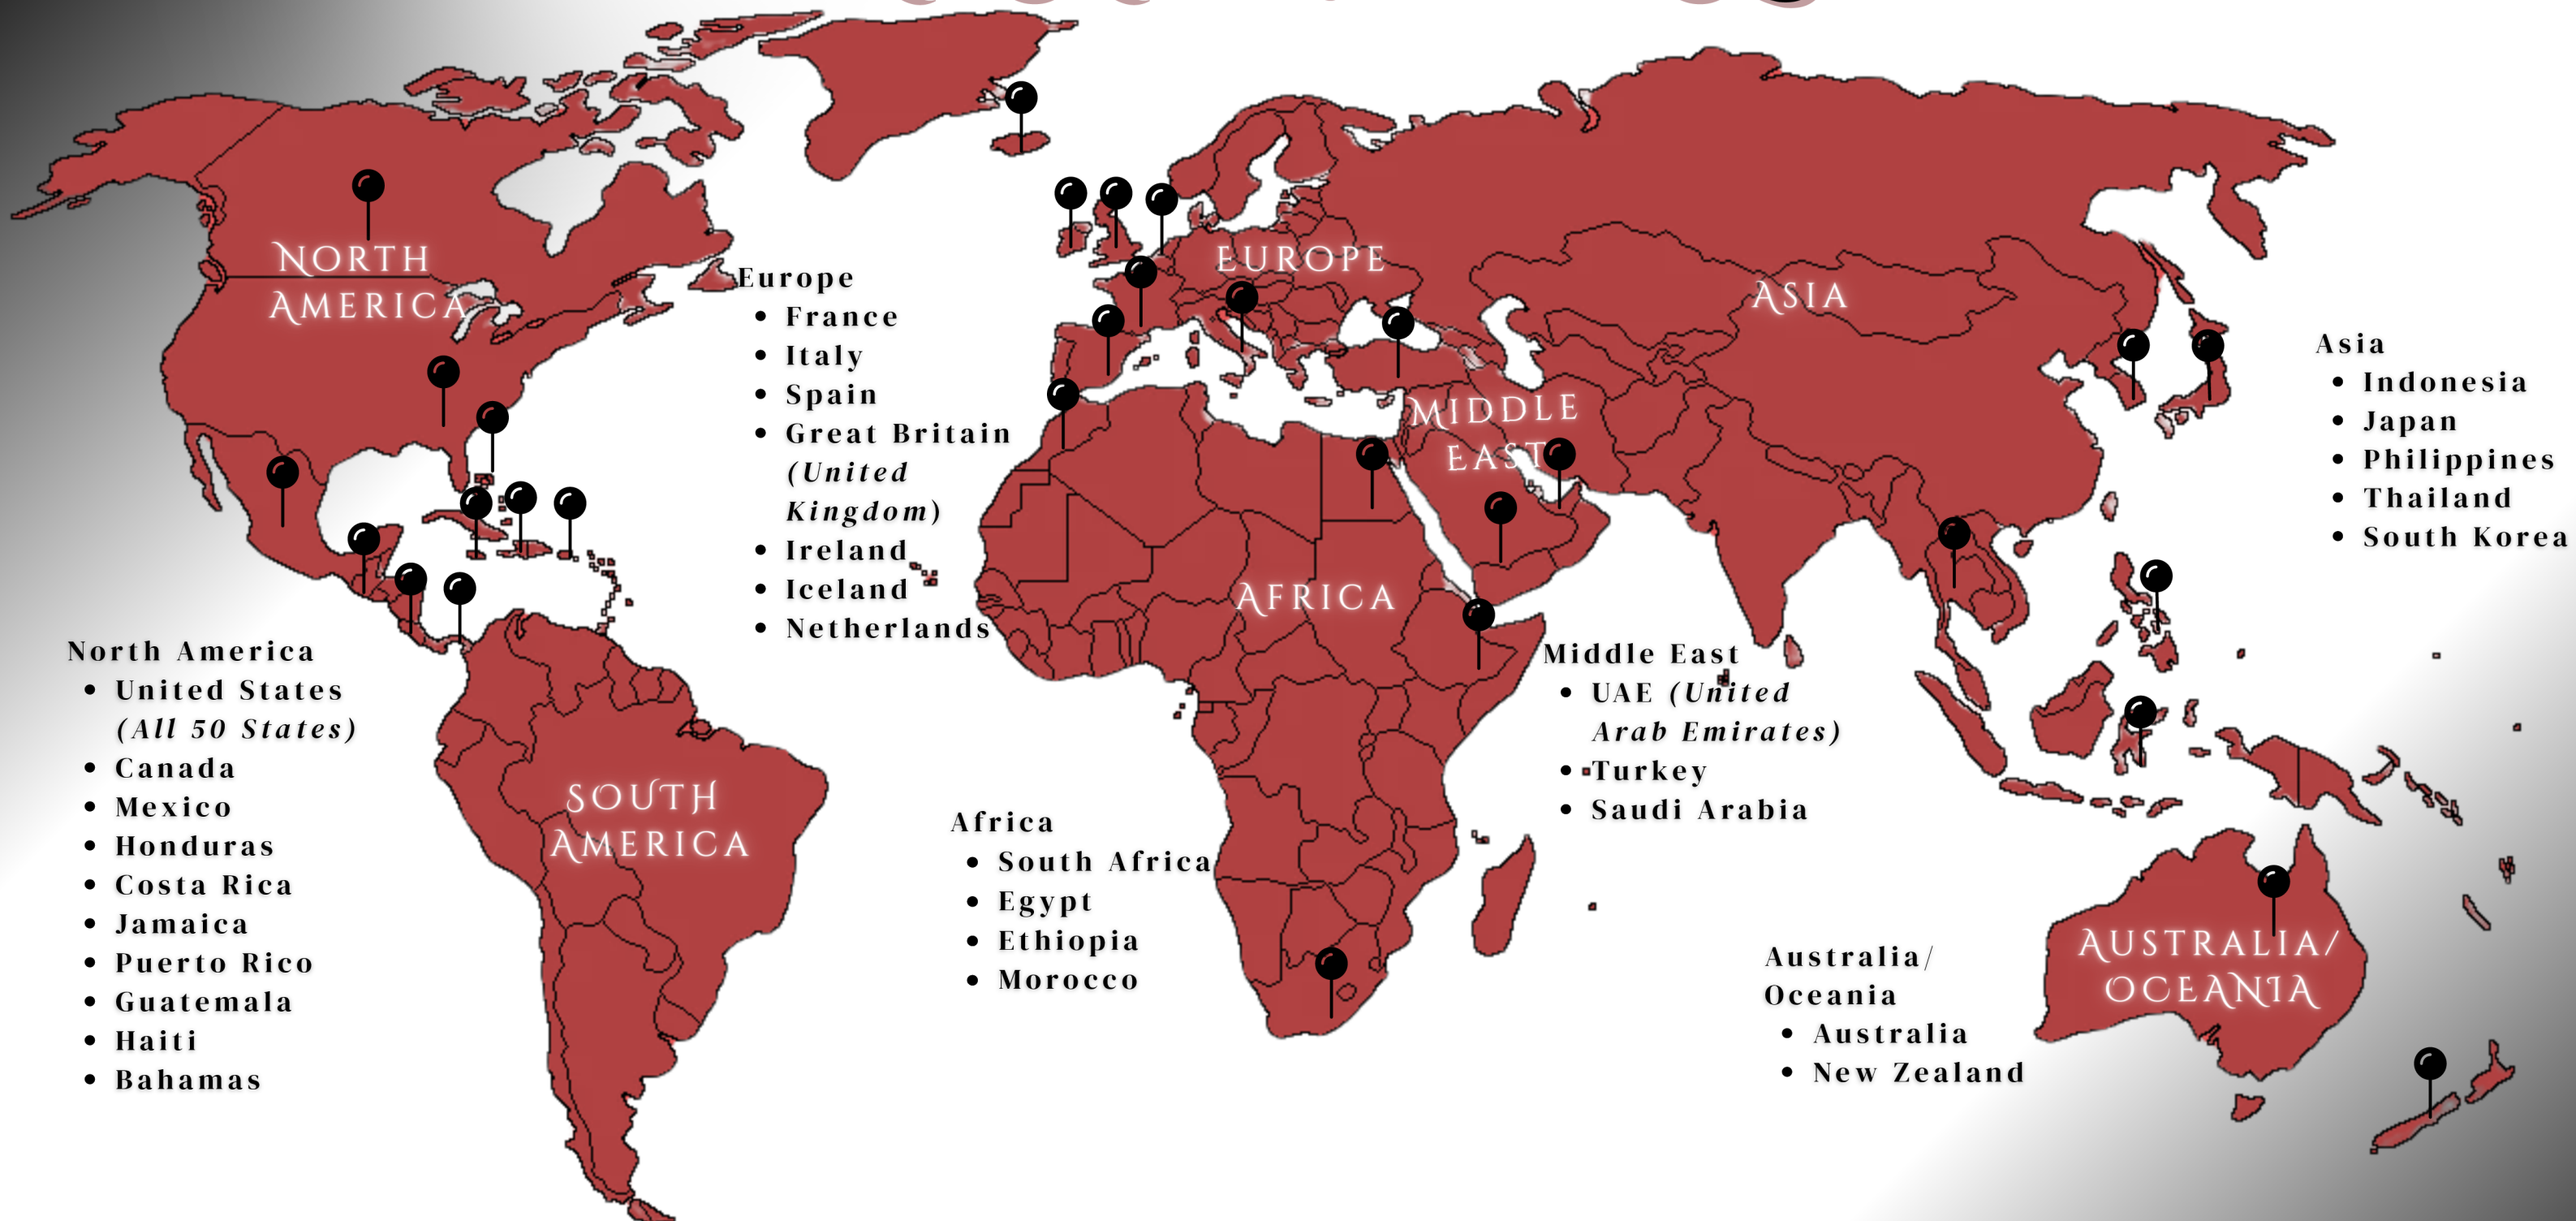 NORTH
AMERICA
EUROPE
ASIA
MIDDLE
EAST
AFRICA
SOUTH
AMERICA
AUSTRALIA/
OCEANIA
Europe
• France
• Italy
• Spain
• Great Britain
(United
Kingdom)
• Ireland
• Iceland
• Netherlands
Asia
• Indonesia
• Japan
• Philippines
• Thailand
• South Korea
North America
• United States
(All 50 States)
• Canada
• Mexico
• Honduras
• Costa Rica
• Jamaica
• Puerto Rico
• Guatemala
• Haiti
• Bahamas
Middle East
• UAE (United
Arab Emirates)
• Turkey
• Saudi Arabia
Africa
• South Africa
• Egypt
• Ethiopia
• Morocco
Australia/
Oceania
• Australia
• New Zealand